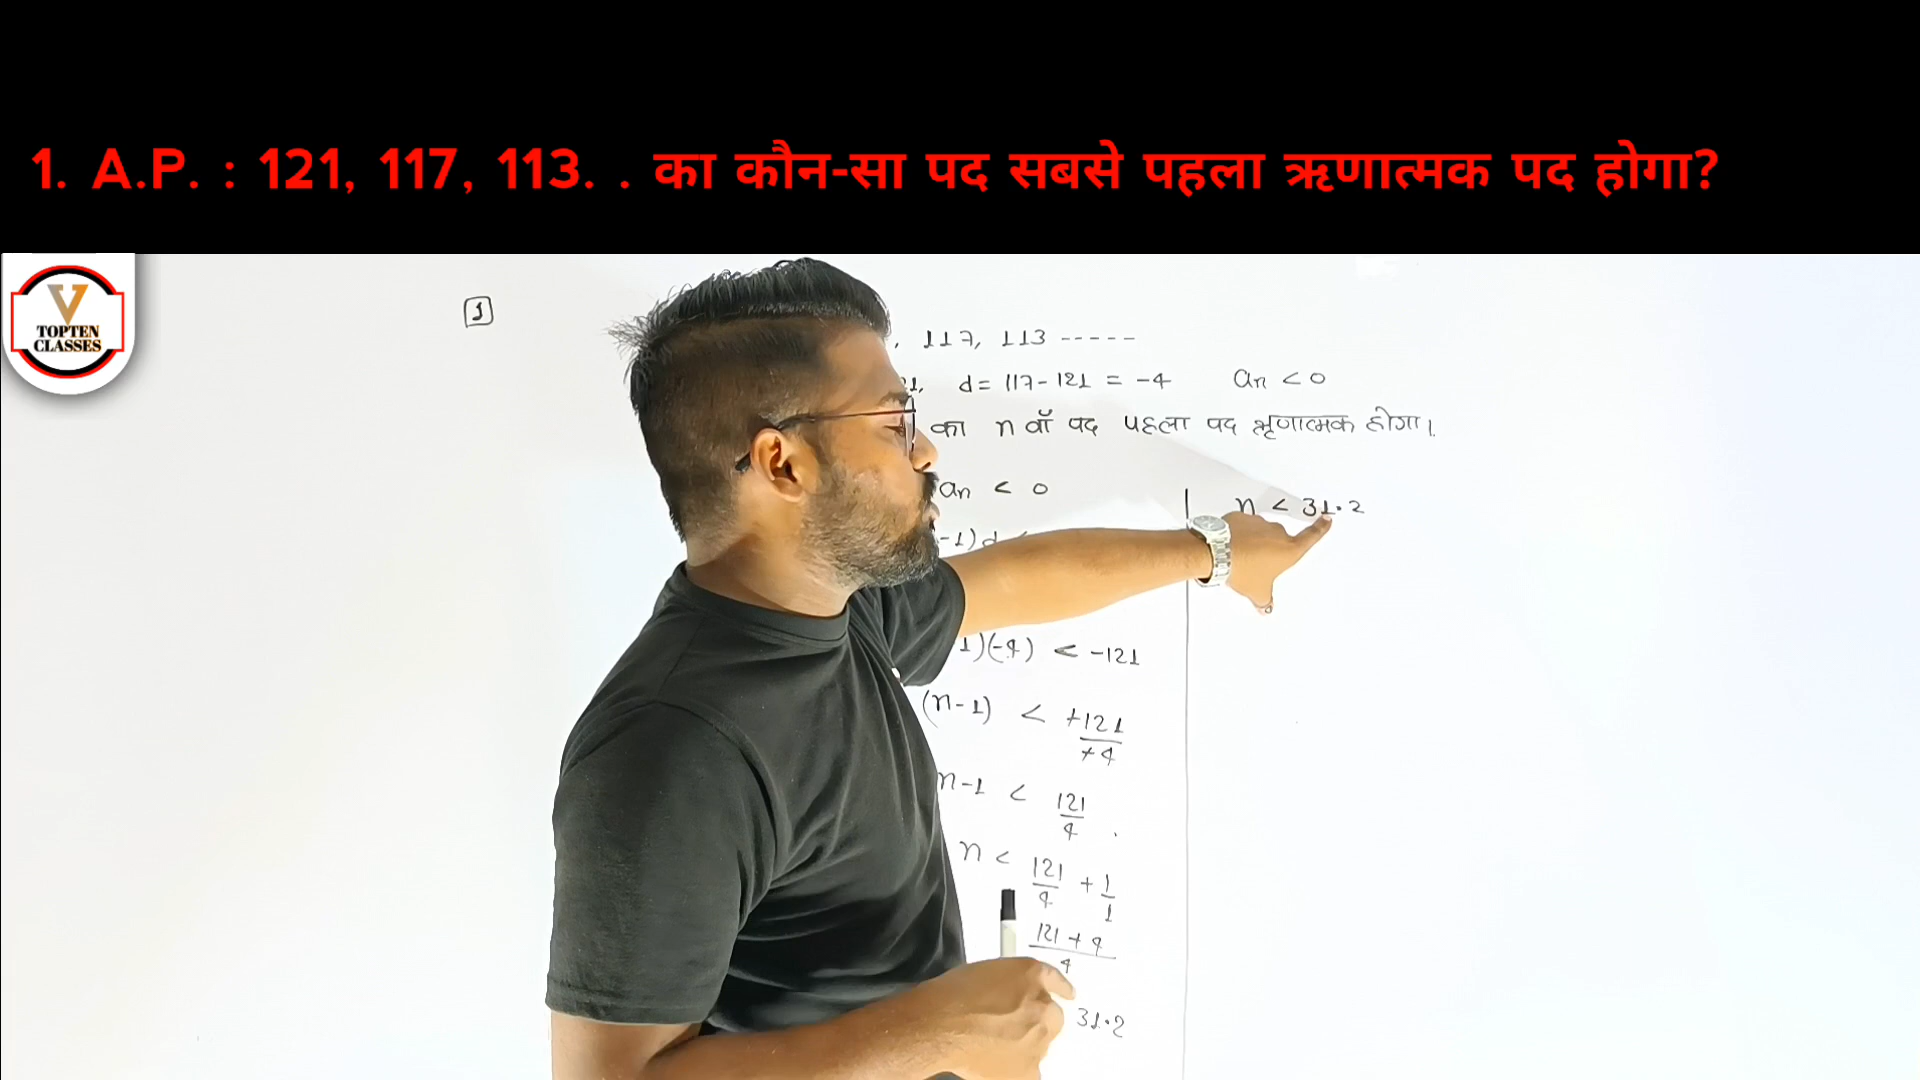 1. A.P. : 121, 117, 113. . का कौन-सा पद सबसे पहला ऋणात्मक पद होगा?
V
TOPTEN
CLASSES
1
, 117, 113 -----
d = 117 - 121 = -4 an < 0
का n वाँ पद पहला पद ऋणात्मक होगा।
an < 0
-1)d
1)(-4) < -121
(n-1) < +121/+4
n-1 < 121/4
n < 121/4 + 1/1
121 + 4/4
31.2
n < 31.2